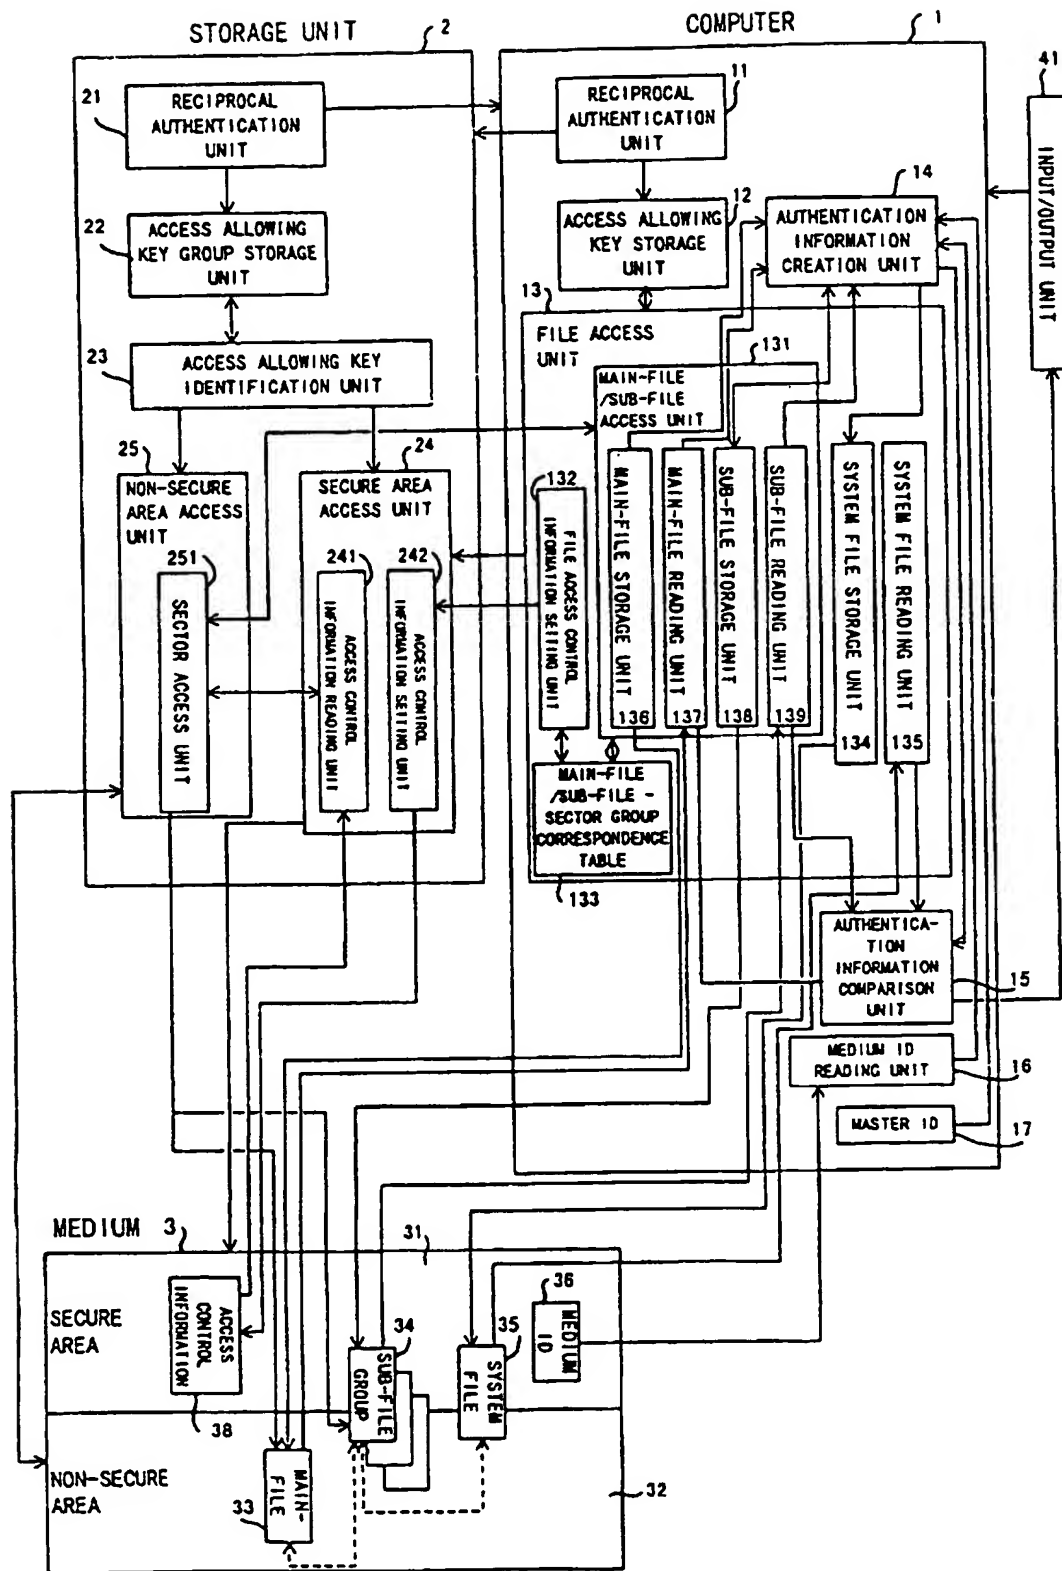 STORAGE UNIT
2
COMPUTER
1
41
21
RECIPROCAL
AUTHENTICATION
UNIT
11
RECIPROCAL
AUTHENTICATION
UNIT
INPUT/OUTPUT UNIT
14
22
ACCESS ALLOWING
KEY GROUP STORAGE
UNIT
12
ACCESS ALLOWING
KEY STORAGE
UNIT
AUTHENTICATION
INFORMATION
CREATION UNIT
13
FILE ACCESS
UNIT
23
ACCESS ALLOWING KEY
IDENTIFICATION UNIT
131
MAIN-FILE
/SUB-FILE
ACCESS UNIT
25
NON-SECURE
AREA ACCESS
UNIT
24
SECURE AREA
ACCESS UNIT
132
FILE ACCESS CONTROL
INFORMATION SETTING UNIT
MAIN-FILE STORAGE UNIT
136
MAIN-FILE READING UNIT
137
SUB-FILE STORAGE UNIT
138
SUB-FILE READING UNIT
139
SYSTEM FILE STORAGE UNIT
134
SYSTEM FILE READING UNIT
135
251
SECTOR ACCESS UNIT
241
ACCESS CONTROL
INFORMATION READING UNIT
242
ACCESS CONTROL
INFORMATION SETTING UNIT
MAIN-FILE
/SUB-FILE -
SECTOR GROUP
CORRESPONDENCE
TABLE
133
AUTHENTICA-
TION
INFORMATION
COMPARISON
UNIT
15
MEDIUM ID
READING UNIT
16
MASTER ID
17
MEDIUM 3
31
SECURE
AREA
ACCESS
CONTROL
INFORMATION
38
34
SUB-FILE
GROUP
35
SYSTEM
FILE
36
MEDIUM
ID
NON-SECURE
AREA
33
MAIN-
FILE
32